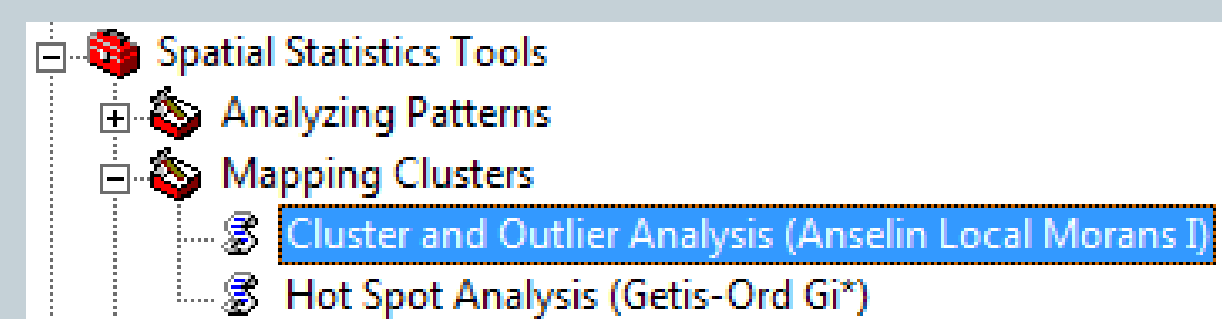 Spatial Statistics Tools
Analyzing Patterns
Mapping Clusters
Cluster and Outlier Analysis (Anselin Local Morans I)
Hot Spot Analysis (Getis-Ord Gi*)